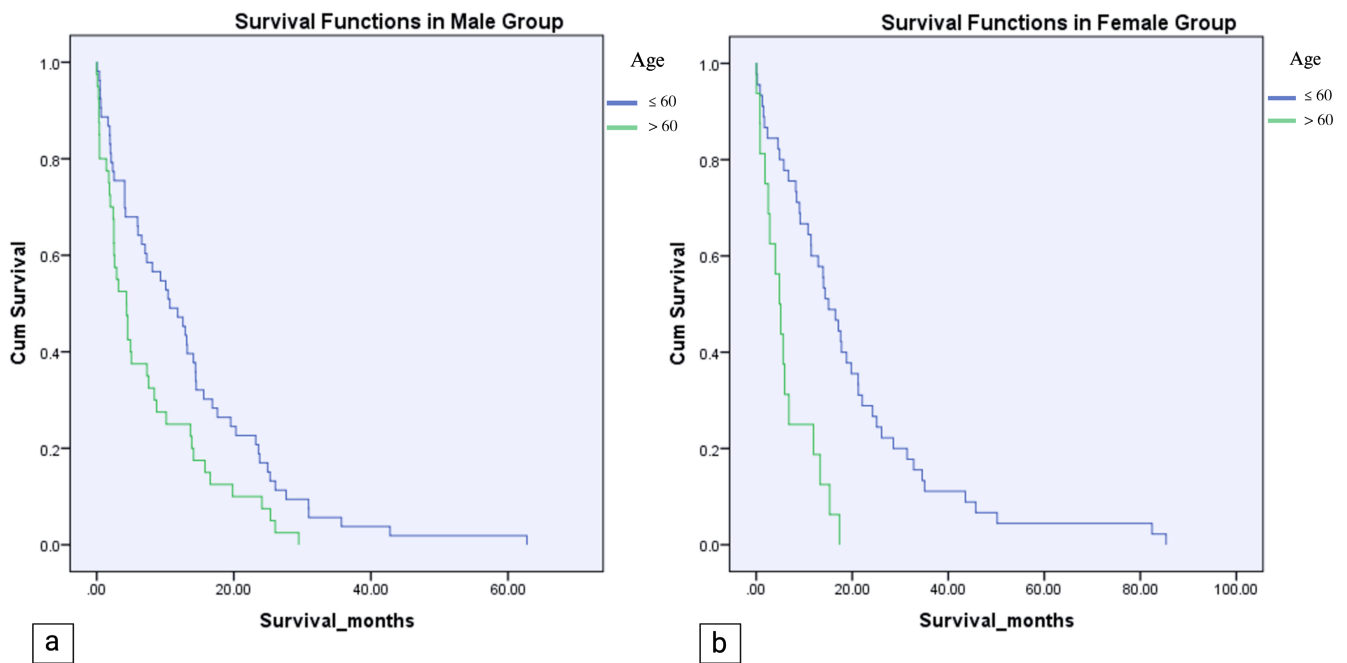 Survival Functions in Male Group
Age
≤ 60
> 60
1.0
0.8
0.6
0.4
0.2
0.0
Cum Survival
.00 20.00 40.00 60.00
Survival_months
a
Survival Functions in Female Group
Age
≤ 60
> 60
1.0
0.8
0.6
0.4
0.2
0.0
Cum Survival
.00 20.00 40.00 60.00 80.00 100.00
Survival_months
b